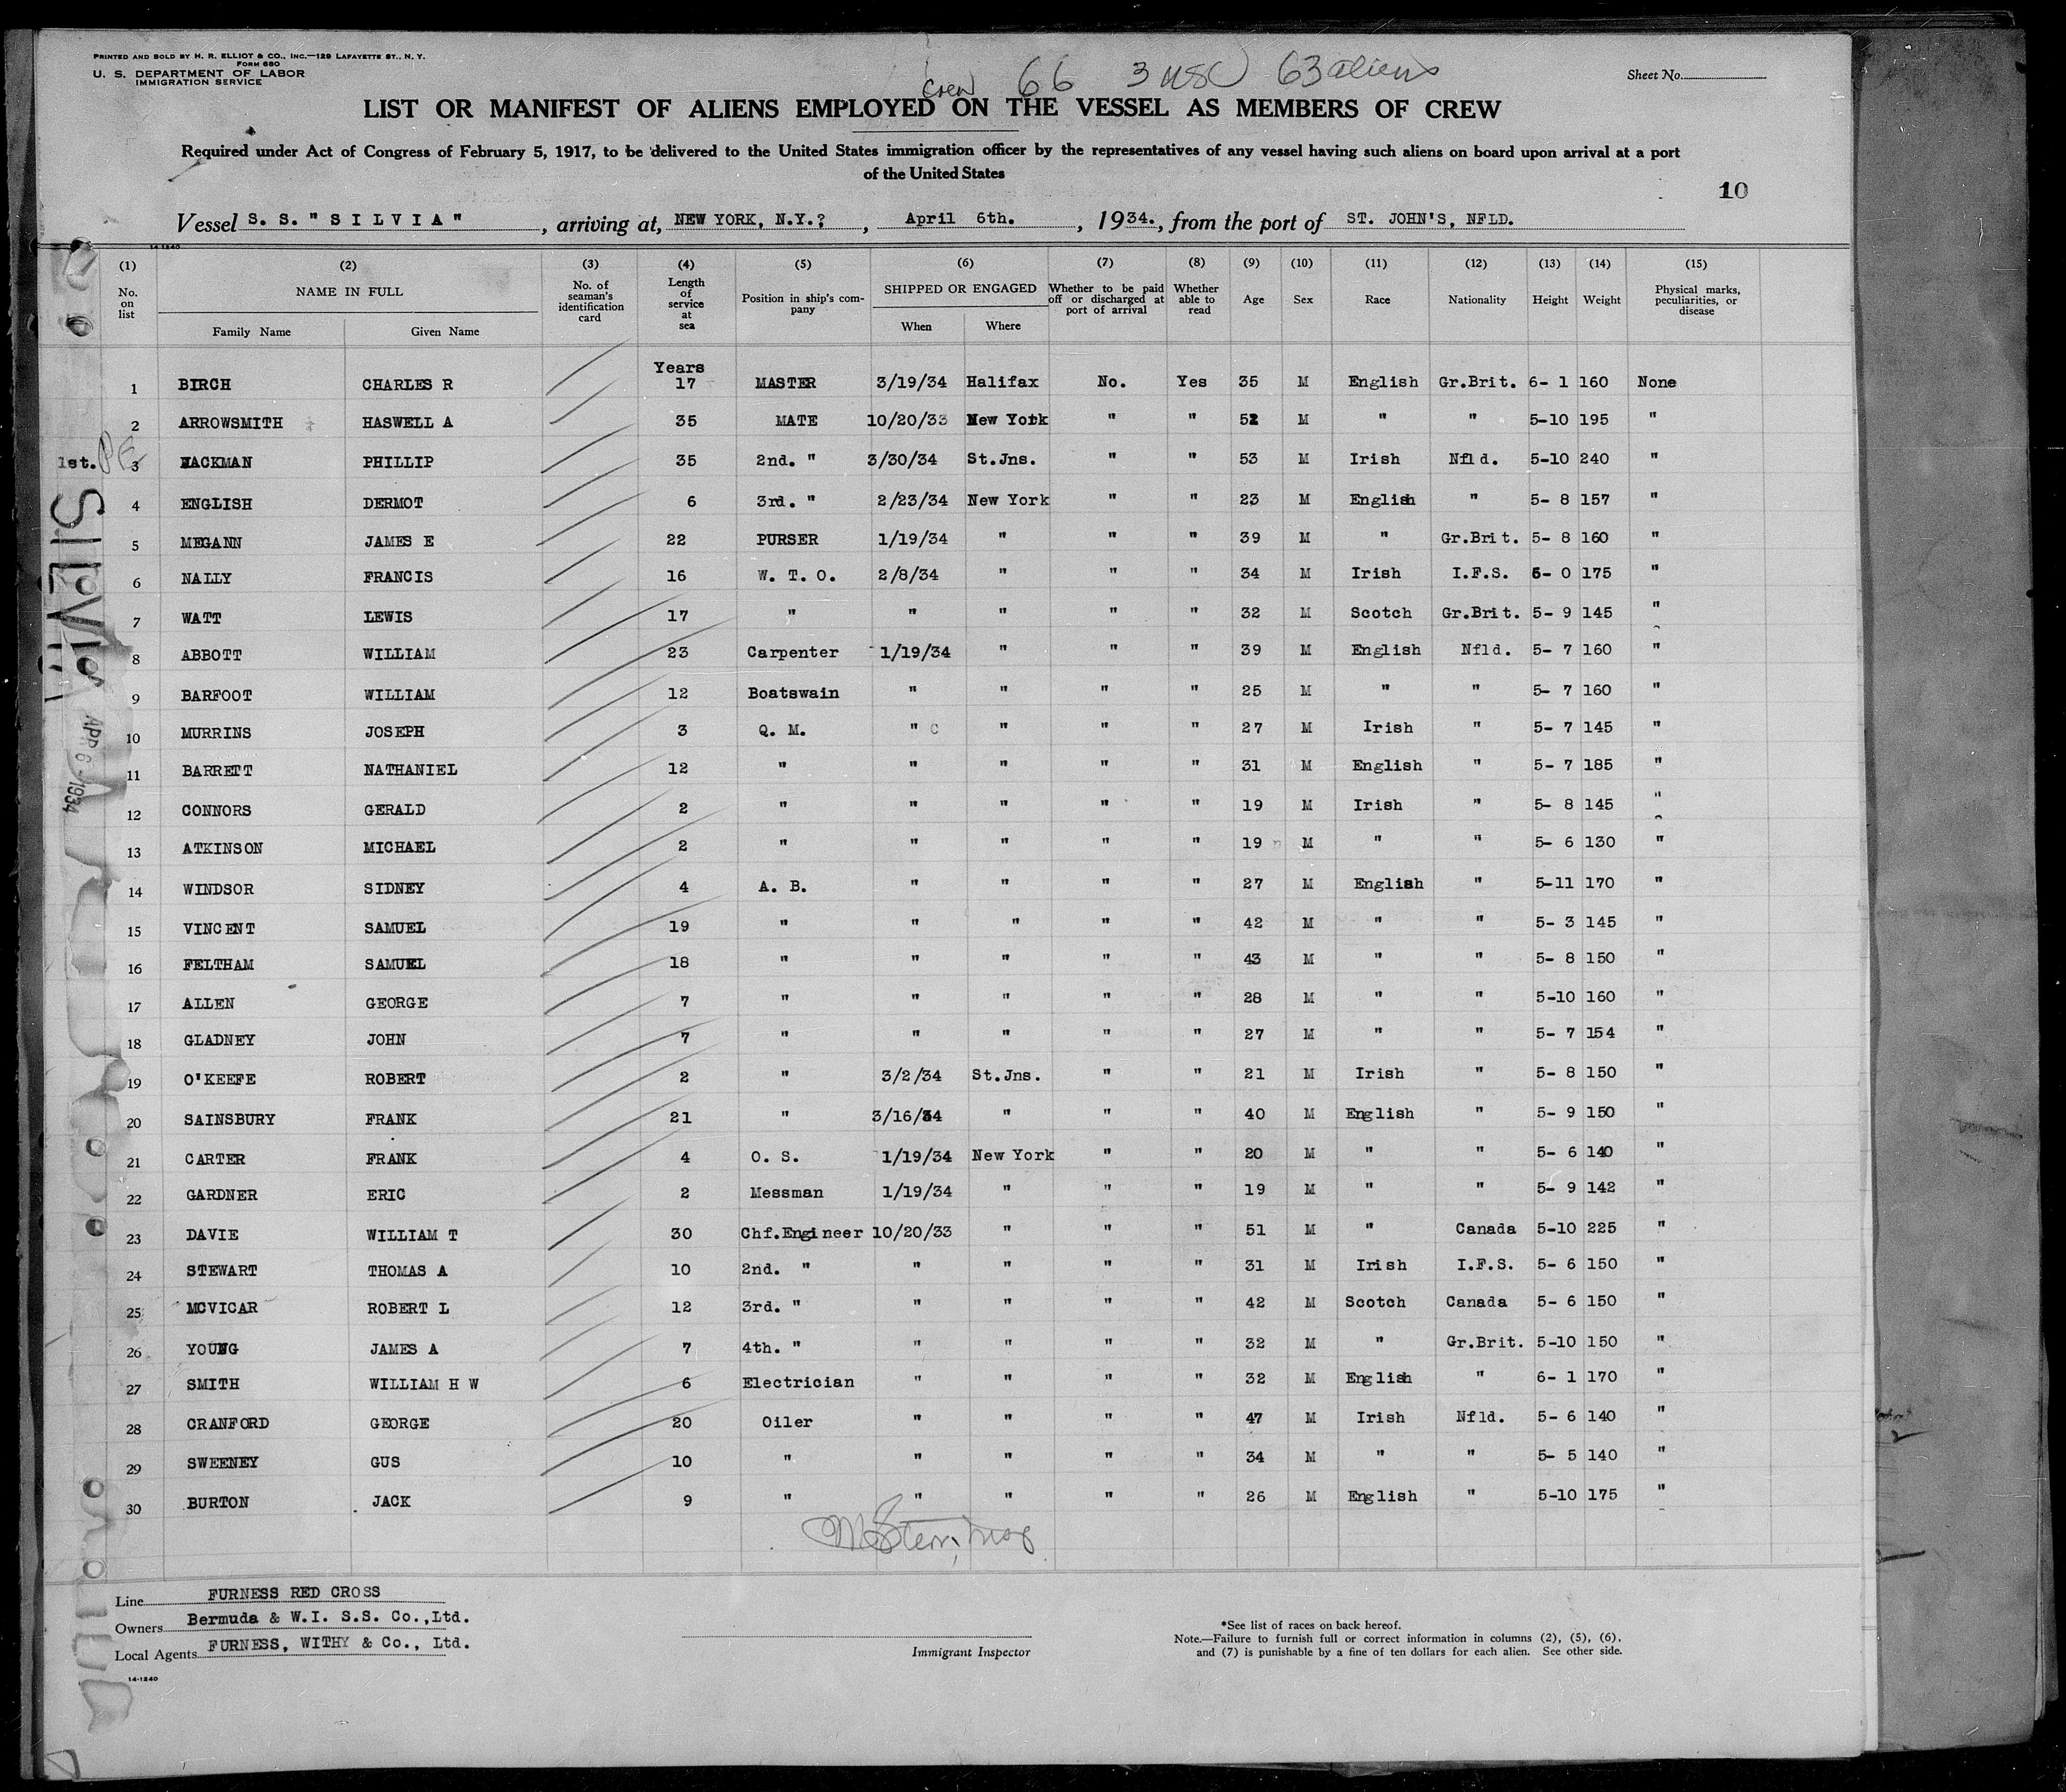 PRINTED AND SOLD BY H. R. ELLIOT & CO., INC.—129 LAFAYETTE ST., N. Y.
FORM 680
U. S. DEPARTMENT OF LABOR
IMMIGRATION SERVICE
Crew 66 3 USC 63 aliens
Sheet No.
LIST OR MANIFEST OF ALIENS EMPLOYED ON THE VESSEL AS MEMBERS OF CREW
Required under Act of Congress of February 5, 1917, to be delivered to the United States immigration officer by the representatives of any vessel having such aliens on board upon arrival at a port
of the United States
10
Vessel S. S. "SILVIA", arriving at, NEW YORK, N.Y.?, April 6th., 1934., from the port of ST. JOHN'S, NFLD.
14-1240
(1) (2) (3) (4) (5) (6) (7) (8) (9) (10) (11) (12) (13) (14) (15)
No. on list NAME IN FULL Family Name Given Name No. of seaman's identification card Length of service at sea Position in ship's company SHIPPED OR ENGAGED When Where Whether to be paid off or discharged at port of arrival Whether able to read Age Sex Race Nationality Height Weight Physical marks, peculiarities, or disease
Years
1 BIRCH CHARLES R 17 MASTER 3/19/34 Halifax No. Yes 35 M English Gr.Brit. 6- 1 160 None
2 ARROWSMITH HASWELL A 35 MATE 10/20/33 New York " " 52 M " " 5-10 195 "
1st. 3 HACKMAN PHILLIP 35 2nd. " 3/30/34 St.Jns. " " 53 M Irish Nfld. 5-10 240 "
4 ENGLISH DERMOT 6 3rd. " 2/23/34 New York " " 23 M English " 5- 8 157 "
5 MEGANN JAMES E 22 PURSER 1/19/34 " " " 39 M " Gr.Brit. 5- 8 160 "
6 NALLY FRANCIS 16 W. T. O. 2/8/34 " " " 34 M Irish I.F.S. 6- 0 175 "
7 WATT LEWIS 17 " " " " " 32 M Scotch Gr.Brit. 5- 9 145 "
8 ABBOTT WILLIAM 23 Carpenter 1/19/34 " " " 39 M English Nfld. 5- 7 160 "
9 BARFOOT WILLIAM 12 Boatswain " " " " 25 M " " 5- 7 160 "
10 MURRINS JOSEPH 3 Q. M. " " " " 27 M Irish " 5- 7 145 "
11 BARRETT NATHANIEL 12 " " " " " 31 M English " 5- 7 185 "
12 CONNORS GERALD 2 " " " " " 19 M Irish " 5- 8 145 "
13 ATKINSON MICHAEL 2 " " " " " 19 M " " 5- 6 130 "
14 WINDSOR SIDNEY 4 A. B. " " " " 27 M English " 5-11 170 "
15 VINCENT SAMUEL 19 " " " " " 42 M " " 5- 3 145 "
16 FELTHAM SAMUEL 18 " " " " " 43 M " " 5- 8 150 "
17 ALLEN GEORGE 7 " " " " " 28 M " " 5-10 160 "
18 GLADNEY JOHN 7 " " " " " 27 M " " 5- 7 154 "
19 O'KEEFE ROBERT 2 " 3/2/34 St.Jns. " " 21 M Irish " 5- 8 150 "
20 SAINSBURY FRANK 21 " 3/16/34 " " " 40 M English " 5- 9 150 "
21 CARTER FRANK 4 O. S. 1/19/34 New York " " 20 M " " 5- 6 140 "
22 GARDNER ERIC 2 Messman 1/19/34 " " " 19 M " " 5- 9 142 "
23 DAVIE WILLIAM T 30 Chf.Engineer 10/20/33 " " " 51 M " Canada 5-10 225 "
24 STEWART THOMAS A 10 2nd. " " " " " 31 M Irish I.F.S. 5- 6 150 "
25 MCVICAR ROBERT L 12 3rd. " " " " " 42 M Scotch Canada 5- 6 150 "
26 YOUNG JAMES A 7 4th. " " " " " 32 M " Gr.Brit. 5-10 150 "
27 SMITH WILLIAM H W 6 Electrician " " " " 32 M English " 6- 1 170 "
28 CRANFORD GEORGE 20 Oiler " " " " 47 M Irish Nfld. 5- 6 140 "
29 SWEENEY GUS 10 " " " " " 34 M " " 5- 5 140 "
30 BURTON JACK 9 " " " " " 26 M English " 5-10 175 "
Silvia
APR 6 - 1934
Line FURNESS RED CROSS
Owners Bermuda & W.I. S.S. Co.,Ltd.
Local Agents FURNESS, WITHY & Co., Ltd.
14-1240
Immigrant Inspector
*See list of races on back hereof.
Note.—Failure to furnish full or correct information in columns (2), (5), (6),
and (7) is punishable by a fine of ten dollars for each alien. See other side.